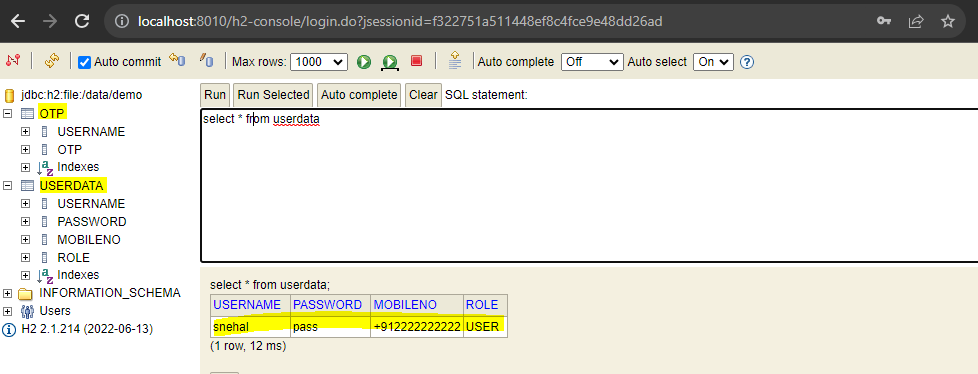 localhost:8010/h2-console/login.do?jsessionid=f322751a511448ef8c4fce9e48dd26ad
Auto commit Max rows: 1000 Auto complete Off Auto select On ?
jdbc:h2:file:/data/demo
OTP
USERNAME
OTP
Indexes
USERDATA
USERNAME
PASSWORD
MOBILENO
ROLE
Indexes
INFORMATION_SCHEMA
Users
H2 2.1.214 (2022-06-13)
Run Run Selected Auto complete Clear SQL statement:
select * from userdata
select * from userdata;
USERNAME PASSWORD MOBILENO ROLE
snehal pass +912222222222 USER
(1 row, 12 ms)